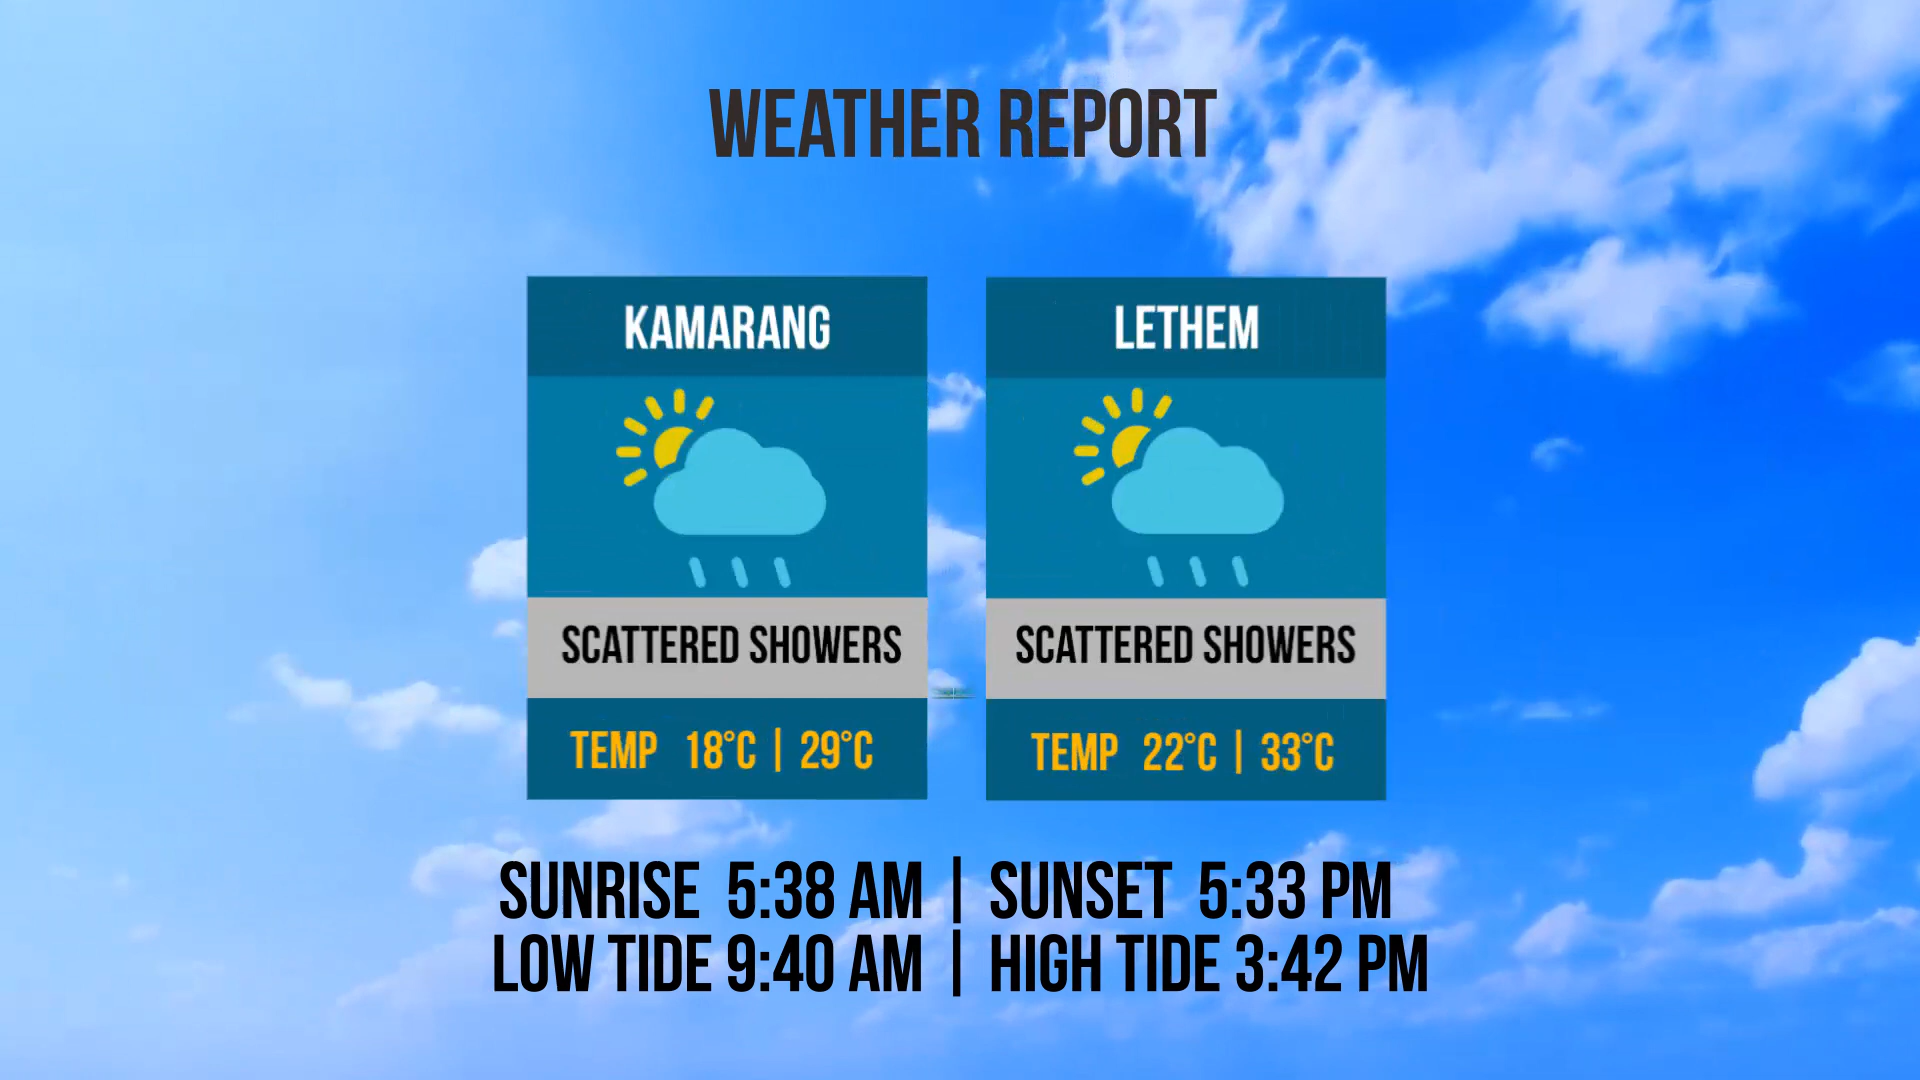 WEATHER REPORT
KAMARANG
SCATTERED SHOWERS
TEMP 18°C | 29°C
LETHEM
SCATTERED SHOWERS
TEMP 22°C | 33°C
SUNRISE 5:38 AM | SUNSET 5:33 PM
LOW TIDE 9:40 AM | HIGH TIDE 3:42 PM